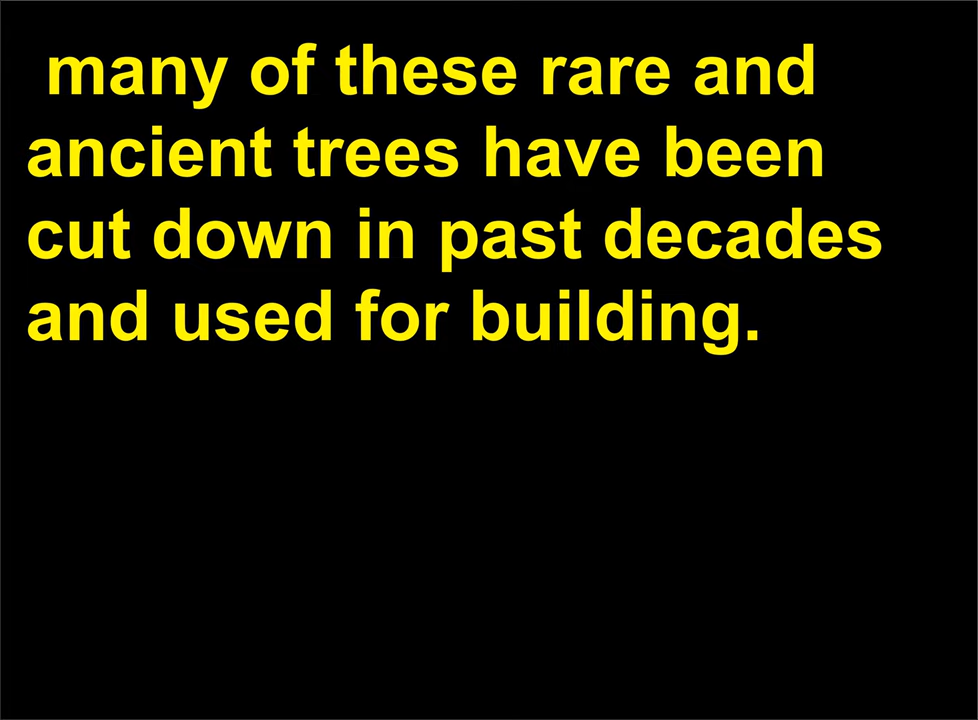 many of these rare and
ancient trees have been
cut down in past decades
and used for building.